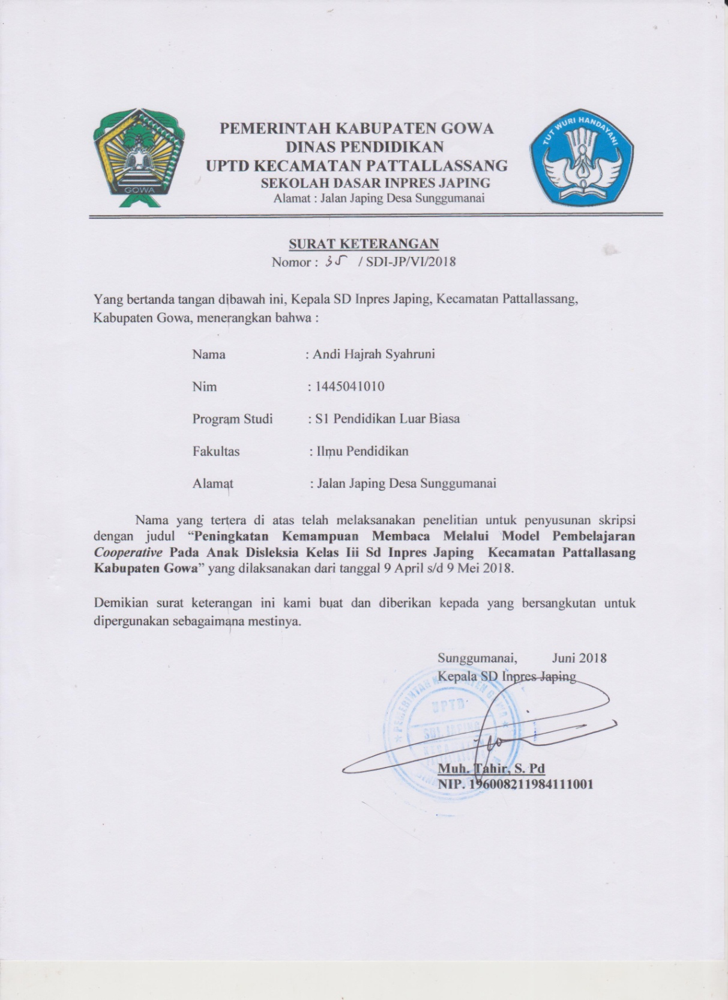 PEMERINTAH KABUPATEN GOWA
DINAS PENDIDIKAN
UPTD KECAMATAN PATTALLASSANG
SEKOLAH DASAR INPRES JAPING
Alamat : Jalan Japing Desa Sunggumanai
GOWA
TUT WURI HANDAYANI
SURAT KETERANGAN
Nomor : 35 / SDI-JP/VI/2018
Yang bertanda tangan dibawah ini, Kepala SD Inpres Japing, Kecamatan Pattallassang,
Kabupaten Gowa, menerangkan bahwa :
Nama : Andi Hajrah Syahruni
Nim : 1445041010
Program Studi : S1 Pendidikan Luar Biasa
Fakultas : Ilmu Pendidikan
Alamat : Jalan Japing Desa Sunggumanai
Nama yang tertera di atas telah melaksanakan penelitian untuk penyusunan skripsi
dengan judul “Peningkatan Kemampuan Membaca Melalui Model Pembelajaran
Cooperative Pada Anak Disleksia Kelas Iii Sd Inpres Japing Kecamatan Pattallasang
Kabupaten Gowa” yang dilaksanakan dari tanggal 9 April s/d 9 Mei 2018.
Demikian surat keterangan ini kami buat dan diberikan kepada yang bersangkutan untuk
dipergunakan sebagaimana mestinya.
Sunggumanai, Juni 2018
Kepala SD Inpres Japing
PEMERINTAH KABUPATEN GOWA
UPTD
Muh. Tahir, S. Pd
NIP. 196008211984111001